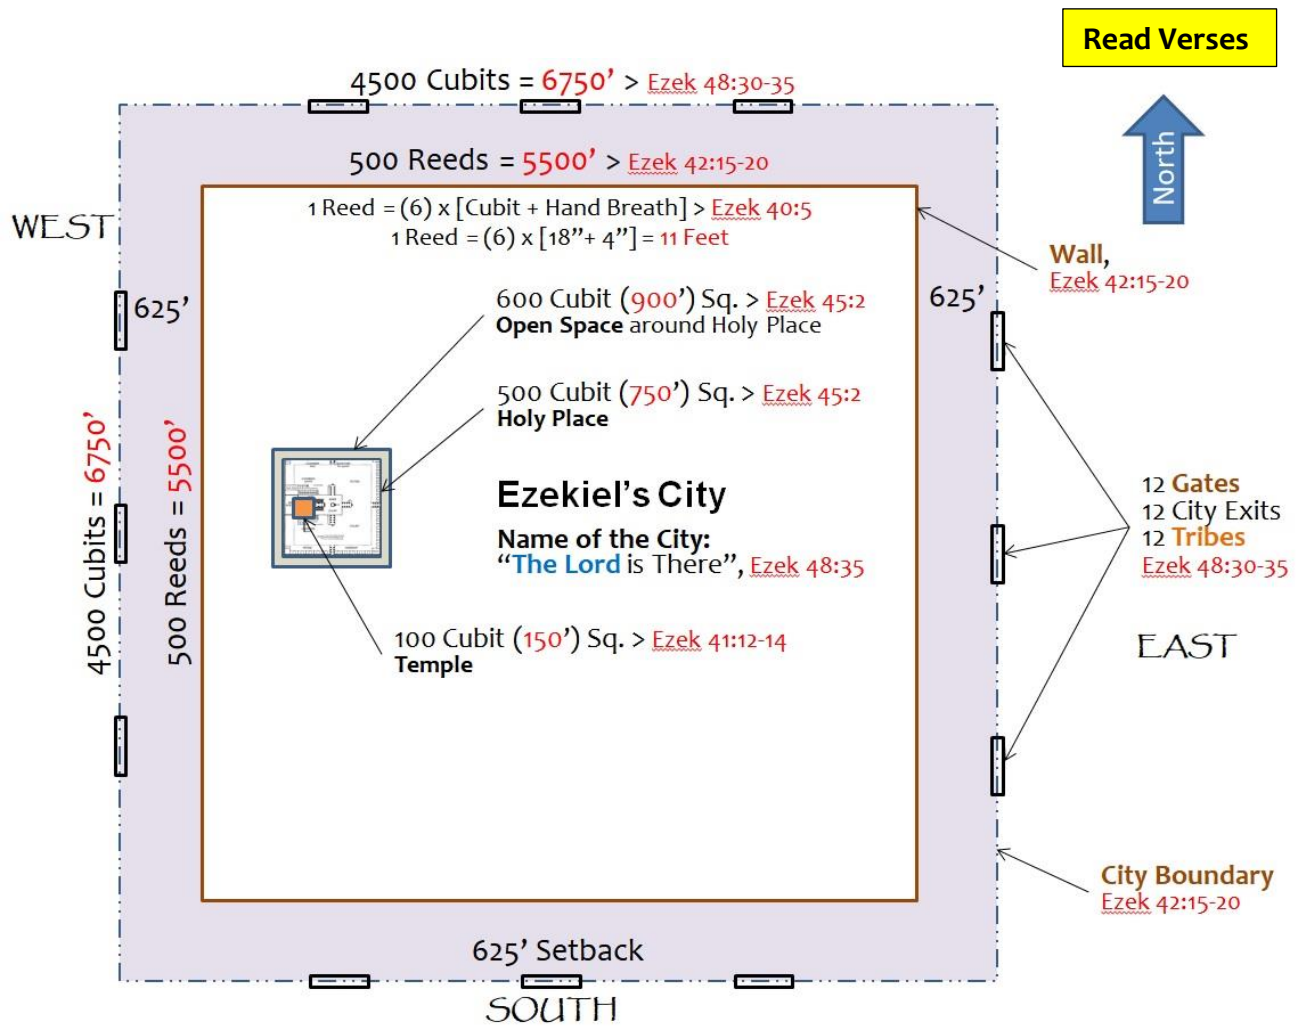 Read Verses
4500 Cubits = 6750’ > Ezek 48:30-35
North
500 Reeds = 5500’ > Ezek 42:15-20
1 Reed = (6) x [Cubit + Hand Breath] > Ezek 40:5
1 Reed = (6) x [18”+ 4”] = 11 Feet
WEST
Wall,
Ezek 42:15-20
625’
600 Cubit (900’) Sq. > Ezek 45:2
Open Space around Holy Place
625’
500 Cubit (750’) Sq. > Ezek 45:2
Holy Place
4500 Cubits = 6750’
500 Reeds = 5500’
Ezekiel’s City
Name of the City:
“The Lord is There”, Ezek 48:35
12 Gates
12 City Exits
12 Tribes
Ezek 48:30-35
100 Cubit (150’) Sq. > Ezek 41:12-14
Temple
EAST
City Boundary
Ezek 42:15-20
625’ Setback
SOUTH